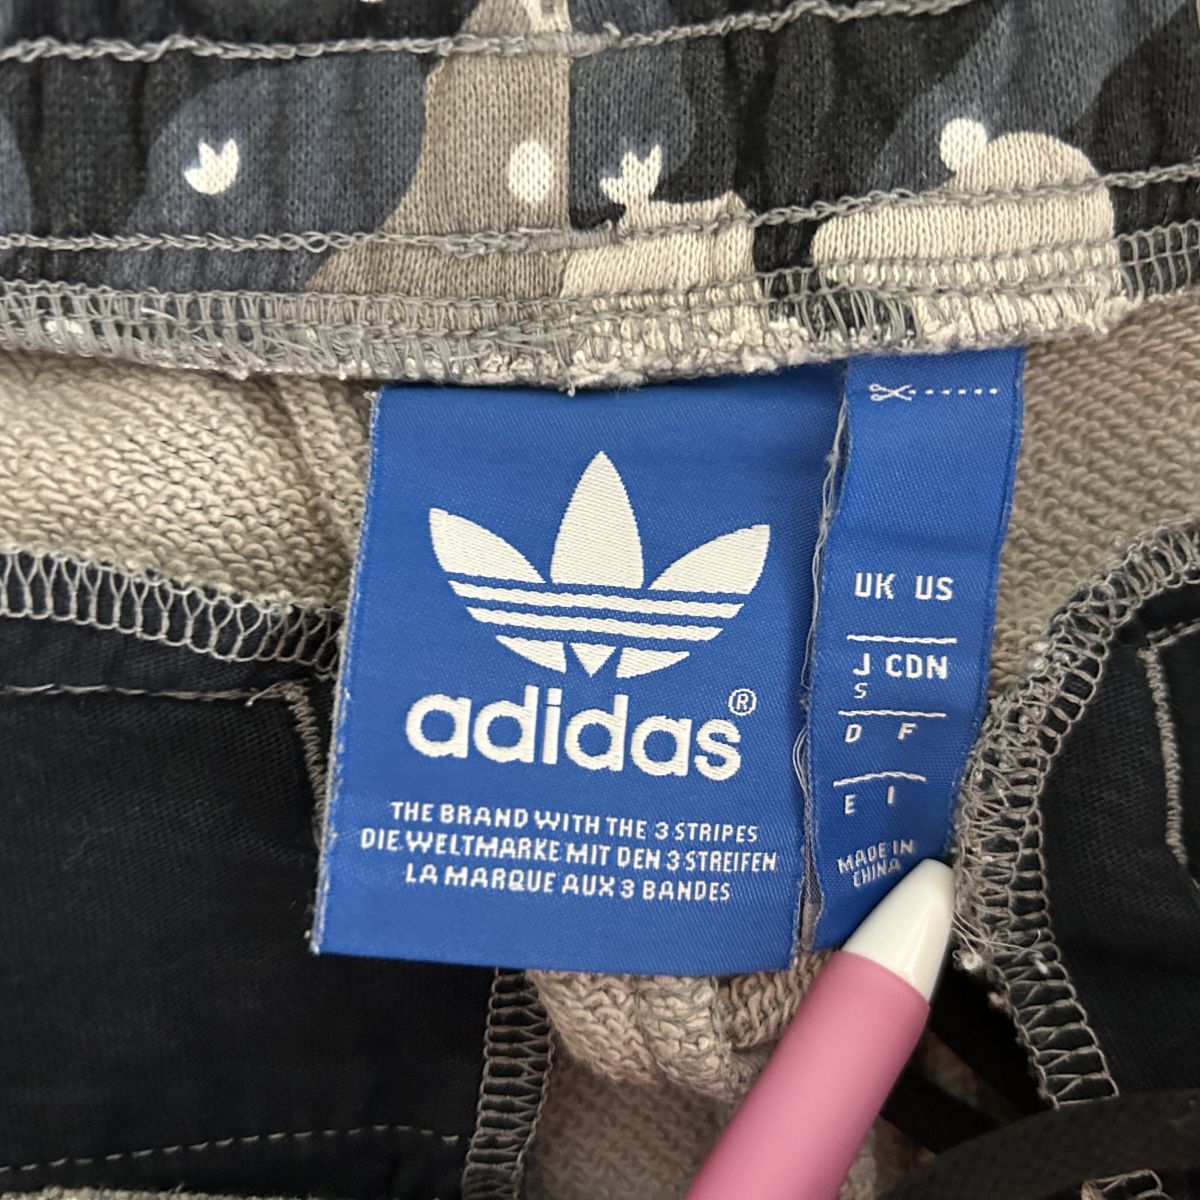 adidas®
THE BRAND WITH THE 3 STRIPES
DIE WELTMARKE MIT DEN 3 STREIFEN
LA MARQUE AUX 3 BANDES
UK US
J CDN
S
D F
E I
MADE IN
CHINA